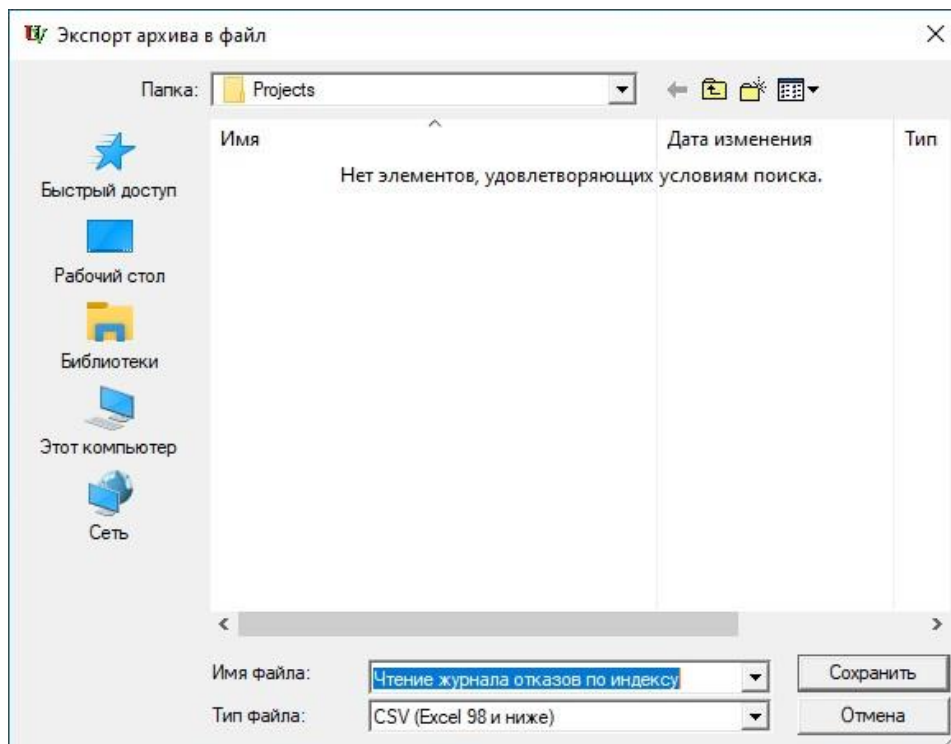 Экспорт архива в файл
Папка: Projects
Имя Дата изменения Тип
Нет элементов, удовлетворяющих условиям поиска.
Быстрый доступ
Рабочий стол
Библиотеки
Этот компьютер
Сеть
Имя файла: Чтение журнала отказов по индексу Сохранить
Тип файла: CSV (Excel 98 и ниже) Отмена